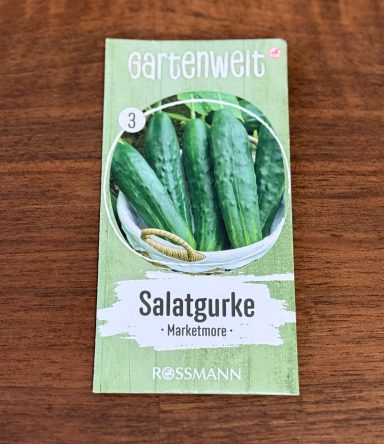 Gartenwelt
3
Salatgurke
· Marketmore ·
ROSSMANN